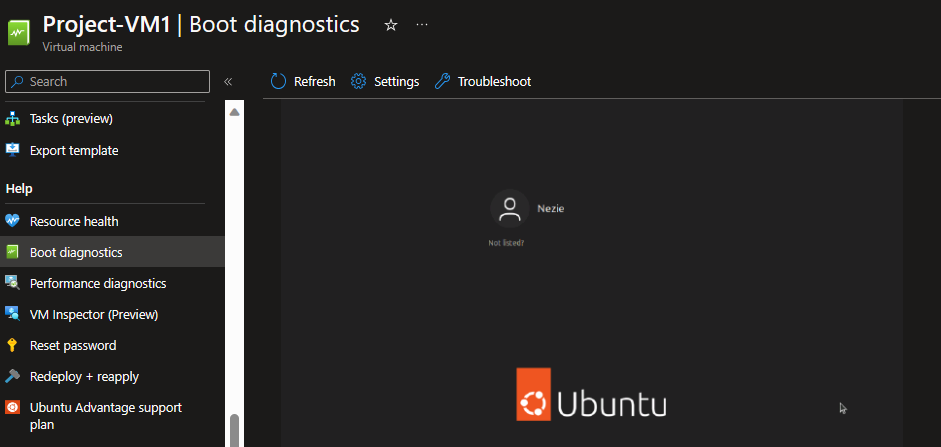 Project-VM1 | Boot diagnostics
Virtual machine
Search
Refresh
Settings
Troubleshoot
Tasks (preview)
Export template
Help
Resource health
Boot diagnostics
Performance diagnostics
VM Inspector (Preview)
Reset password
Redeploy + reapply
Ubuntu Advantage support
plan
Nezie
Not listed?
Ubuntu